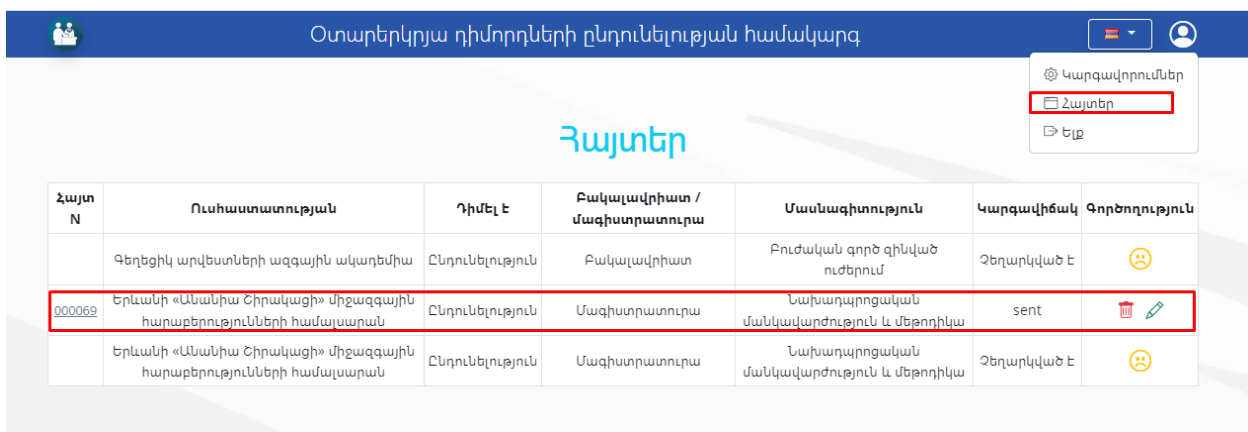 Օտարերկրյա դիմորդների ընդունելության համակարգ
Կարգավորումներ
Հայտեր
Ելք
Հայտեր
Հայտ N
Ուսհաստատության
Դիմել է
Բակալավրիատ / մագիստրատուրա
Մասնագիտություն
Կարգավիճակ
Գործողություն
Գեղեցիկ արվեստների ազգային ակադեմիա
Ընդունելություն
Բակալավրիատ
Բուժական գործ զինված ուժերում
Չեղարկված է
000069
Երևանի «Անանիա Շիրակացի» միջազգային հարաբերությունների համալսարան
Ընդունելություն
Մագիստրատուրա
Նախադպրոցական մանկավարժություն և մեթոդիկա
sent
Երևանի «Անանիա Շիրակացի» միջազգային հարաբերությունների համալսարան
Ընդունելություն
Մագիստրատուրա
Նախադպրոցական մանկավարժություն և մեթոդիկա
Չեղարկված է